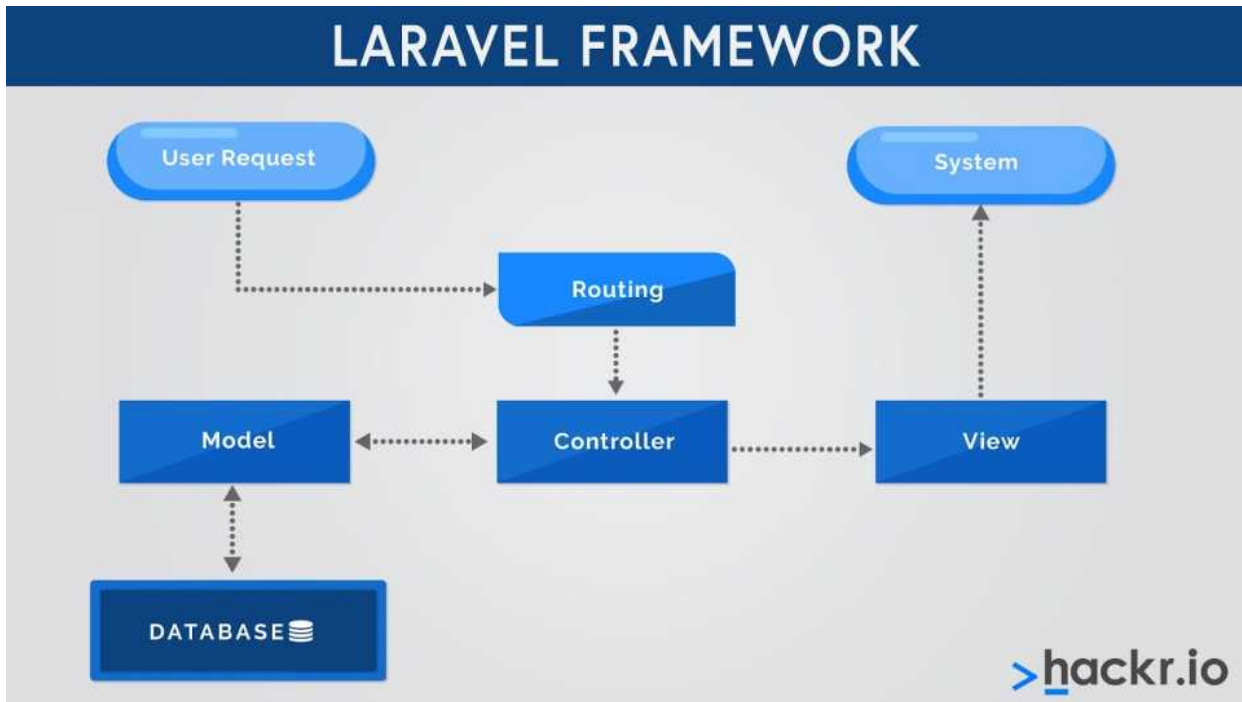 LARAVEL FRAMEWORK
User Request
System
Routing
Model
Controller
View
DATABASE
>hackr.io